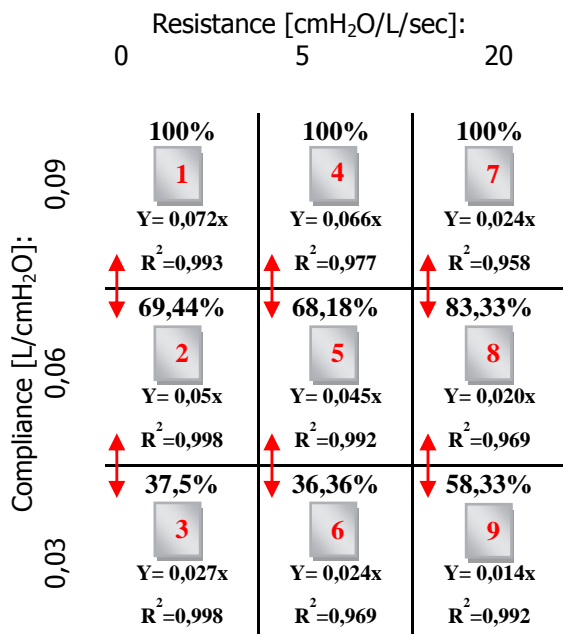 Resistance [cmH₂O/L/sec]:
0 5 20
Compliance [L/cmH₂O]:
0,09
100% 100% 100%
1 4 7
Y= 0,072x Y= 0,066x Y= 0,024x
R²=0,993 R²=0,977 R²=0,958
0,06
69,44% 68,18% 83,33%
2 5 8
Y= 0,05x Y= 0,045x Y= 0,020x
R²=0,998 R²=0,992 R²=0,969
0,03
37,5% 36,36% 58,33%
3 6 9
Y= 0,027x Y= 0,024x Y= 0,014x
R²=0,998 R²=0,969 R²=0,992